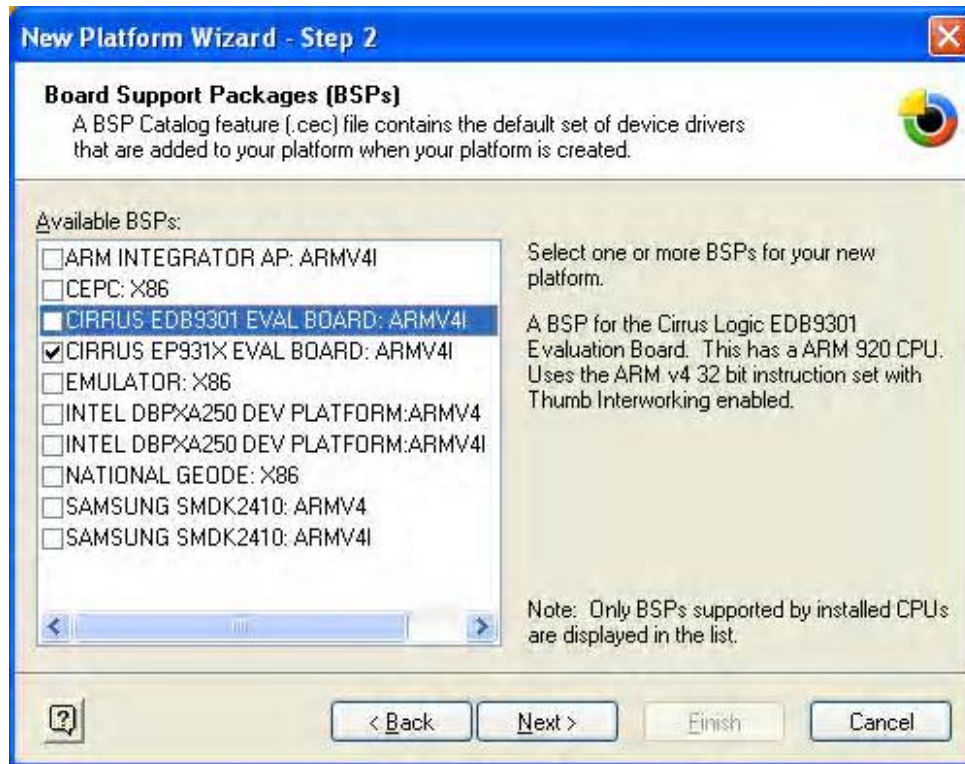 New Platform Wizard - Step 2
Board Support Packages (BSPs)
A BSP Catalog feature (.cec) file contains the default set of device drivers
that are added to your platform when your platform is created.
Available BSPs:
ARM INTEGRATOR AP: ARMV4I
CEPC: X86
CIRRUS EDB9301 EVAL BOARD: ARMV4I
CIRRUS EP931X EVAL BOARD: ARMV4I
EMULATOR: X86
INTEL DBPXA250 DEV PLATFORM:ARMV4
INTEL DBPXA250 DEV PLATFORM:ARMV4I
NATIONAL GEODE: X86
SAMSUNG SMDK2410: ARMV4
SAMSUNG SMDK2410: ARMV4I
Select one or more BSPs for your new
platform.
A BSP for the Cirrus Logic EDB9301
Evaluation Board. This has a ARM 920 CPU.
Uses the ARM v4 32 bit instruction set with
Thumb Interworking enabled.
Note: Only BSPs supported by installed CPUs
are displayed in the list.
?
< Back
Next >
Finish
Cancel